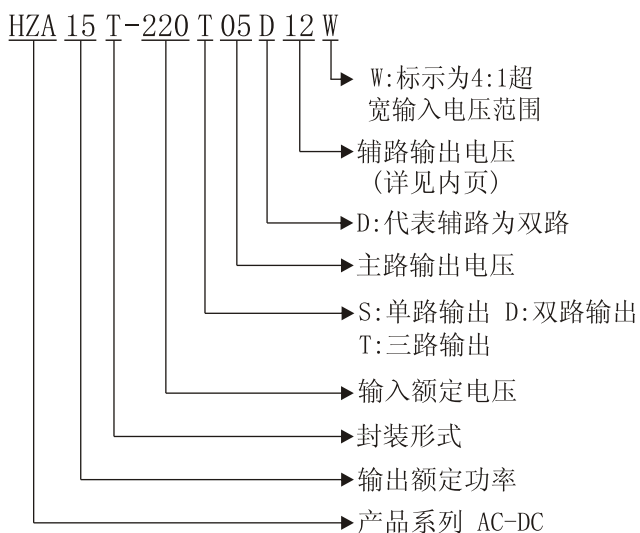 HZA 15 T-220 T 05 D 12 W
W:标示为4:1超
宽输入电压范围
辅路输出电压
(详见内页)
D:代表辅路为双路
主路输出电压
S:单路输出 D:双路输出
T:三路输出
输入额定电压
封装形式
输出额定功率
产品系列 AC-DC